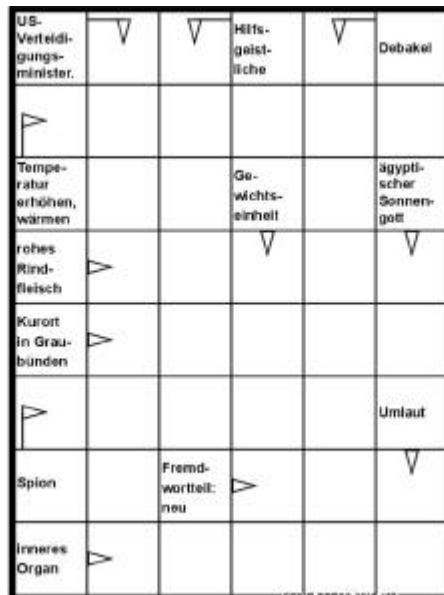 US-
Verteidi-
gungs-
minister.
Hilfs-
geist-
liche
Debakel
Tempe-
ratur
erhöhen,
wärmen
Ge-
wichts-
einheit
ägypti-
scher
Sonnen-
gott
rohes
Rind-
fleisch
Kurort
in Grau-
bünden
Umlaut
Spion
Fremd-
wortteil:
neu
inneres
Organ